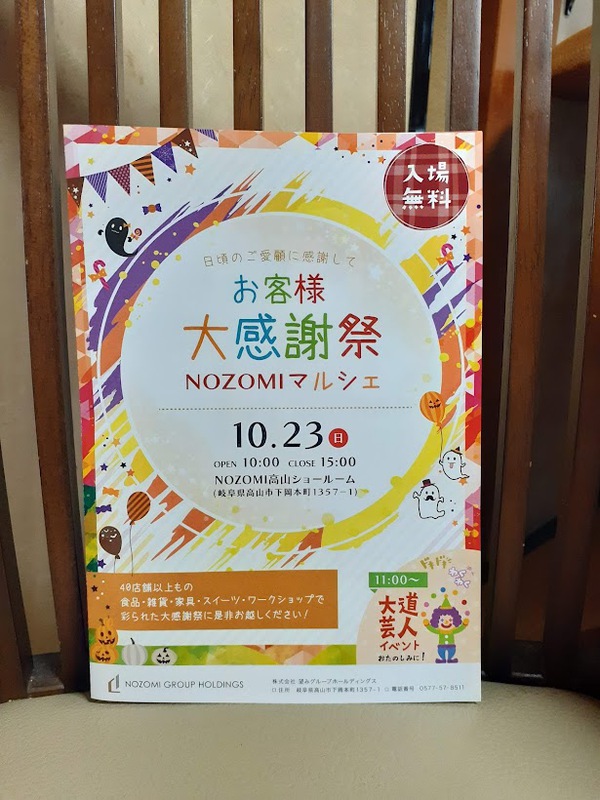 入場
無料
日頃のご愛顧に感謝して
お客様
大感謝祭
NOZOMIマルシェ
10.23 日
OPEN 10:00 CLOSE 15:00
NOZOMI高山ショールーム
(岐阜県高山市下岡本町1357-1)
40店舗以上もの
食品・雑貨・家具・スイーツ・ワークショップで
彩られた大感謝祭に是非お越しください!
ドキドキ
わくわく
11:00~
大道
芸人
イベント
おたのしみに!
NOZOMI GROUP HOLDINGS
株式会社 望みグループホールディングス
□住所 岐阜県高山市下岡本町1357-1 □電話番号 0577-57-8511